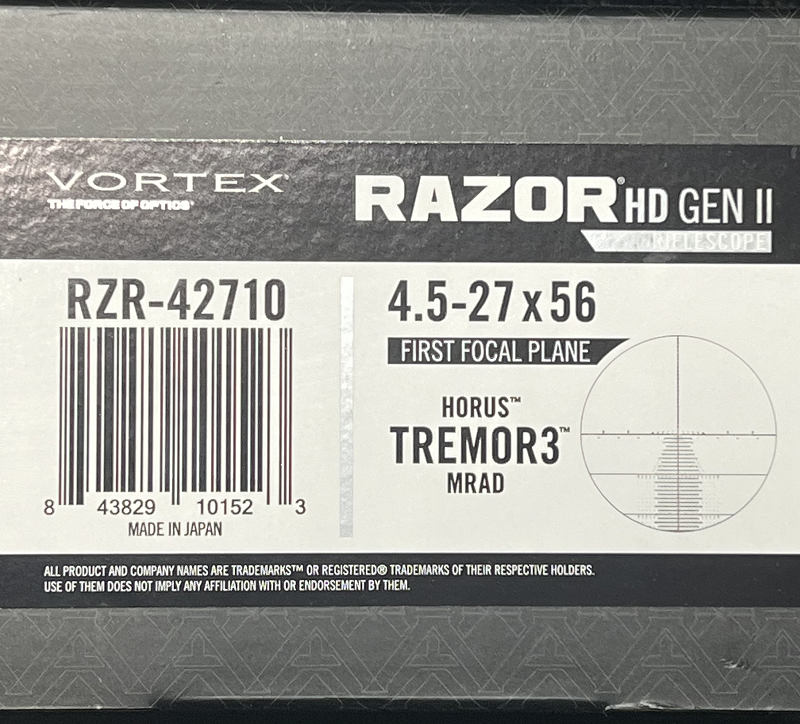 VORTEX®
THE FORCE OF OPTICS®
RAZOR® HD GEN II
RIFLESCOPE
RZR-42710
8 43829 10152 3
MADE IN JAPAN
4.5-27x56
FIRST FOCAL PLANE
HORUS™
TREMOR3™
MRAD
ALL PRODUCT AND COMPANY NAMES ARE TRADEMARKS™ OR REGISTERED® TRADEMARKS OF THEIR RESPECTIVE HOLDERS.
USE OF THEM DOES NOT IMPLY ANY AFFILIATION WITH OR ENDORSEMENT BY THEM.